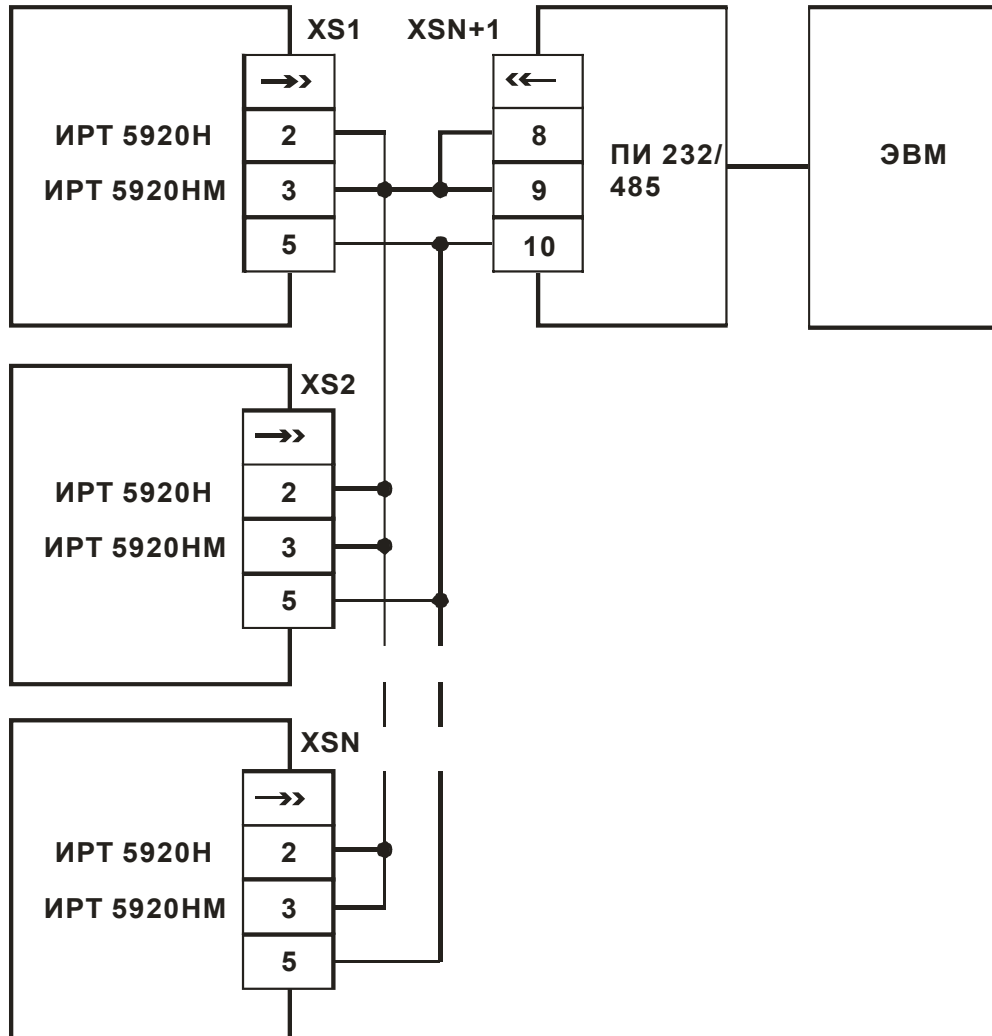 XS1
XSN+1
ИРТ 5920Н
ИРТ 5920НМ
2
3
5
8
9
10
ПИ 232/
485
ЭВМ
XS2
ИРТ 5920Н
ИРТ 5920НМ
2
3
5
XSN
ИРТ 5920Н
ИРТ 5920НМ
2
3
5